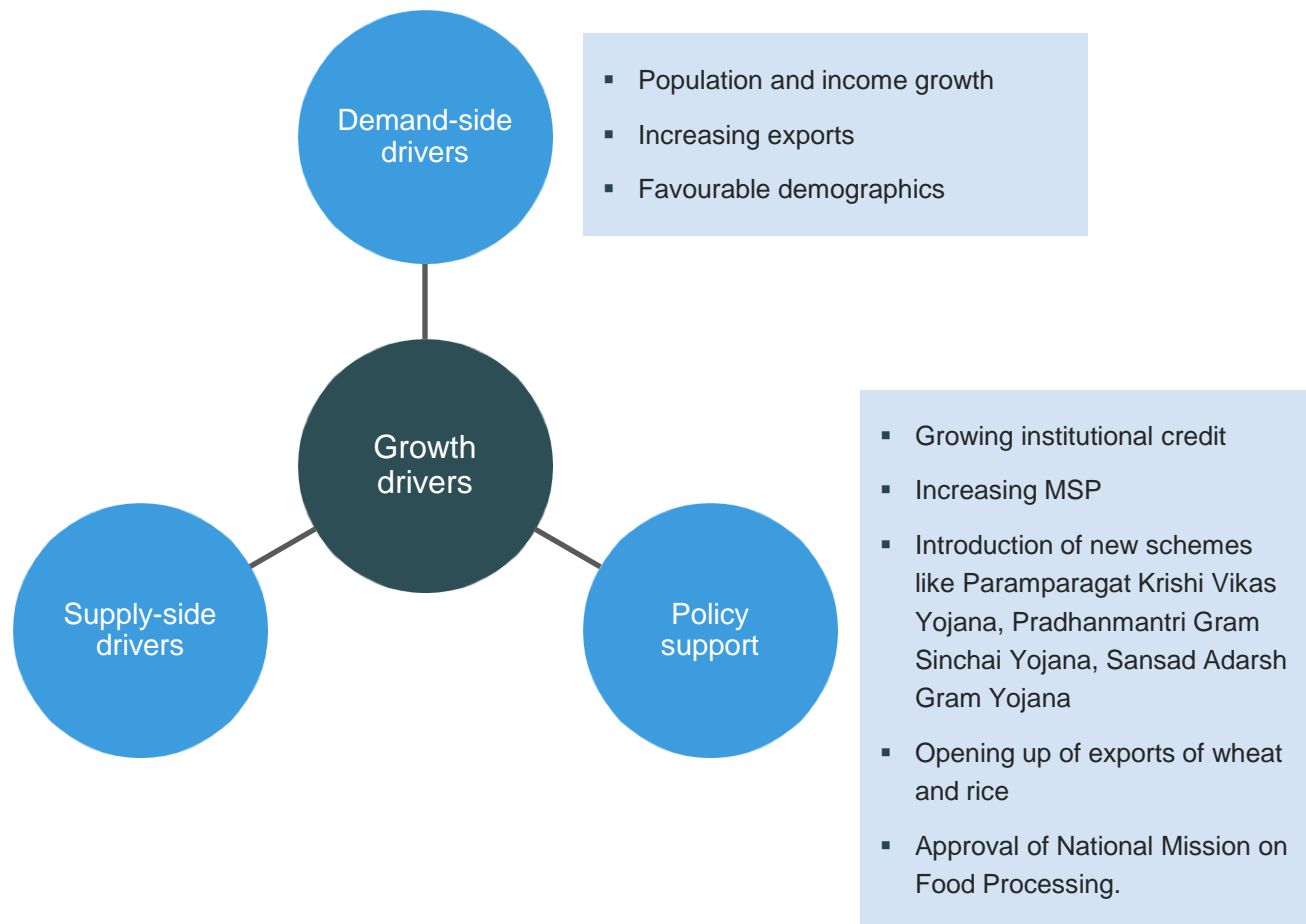 Demand-side
drivers
▪ Population and income growth
▪ Increasing exports
▪ Favourable demographics
Growth
drivers
Supply-side
drivers
Policy
support
▪ Growing institutional credit
▪ Increasing MSP
▪ Introduction of new schemes
like Paramparagat Krishi Vikas
Yojana, Pradhanmantri Gram
Sinchai Yojana, Sansad Adarsh
Gram Yojana
▪ Opening up of exports of wheat
and rice
▪ Approval of National Mission on
Food Processing.